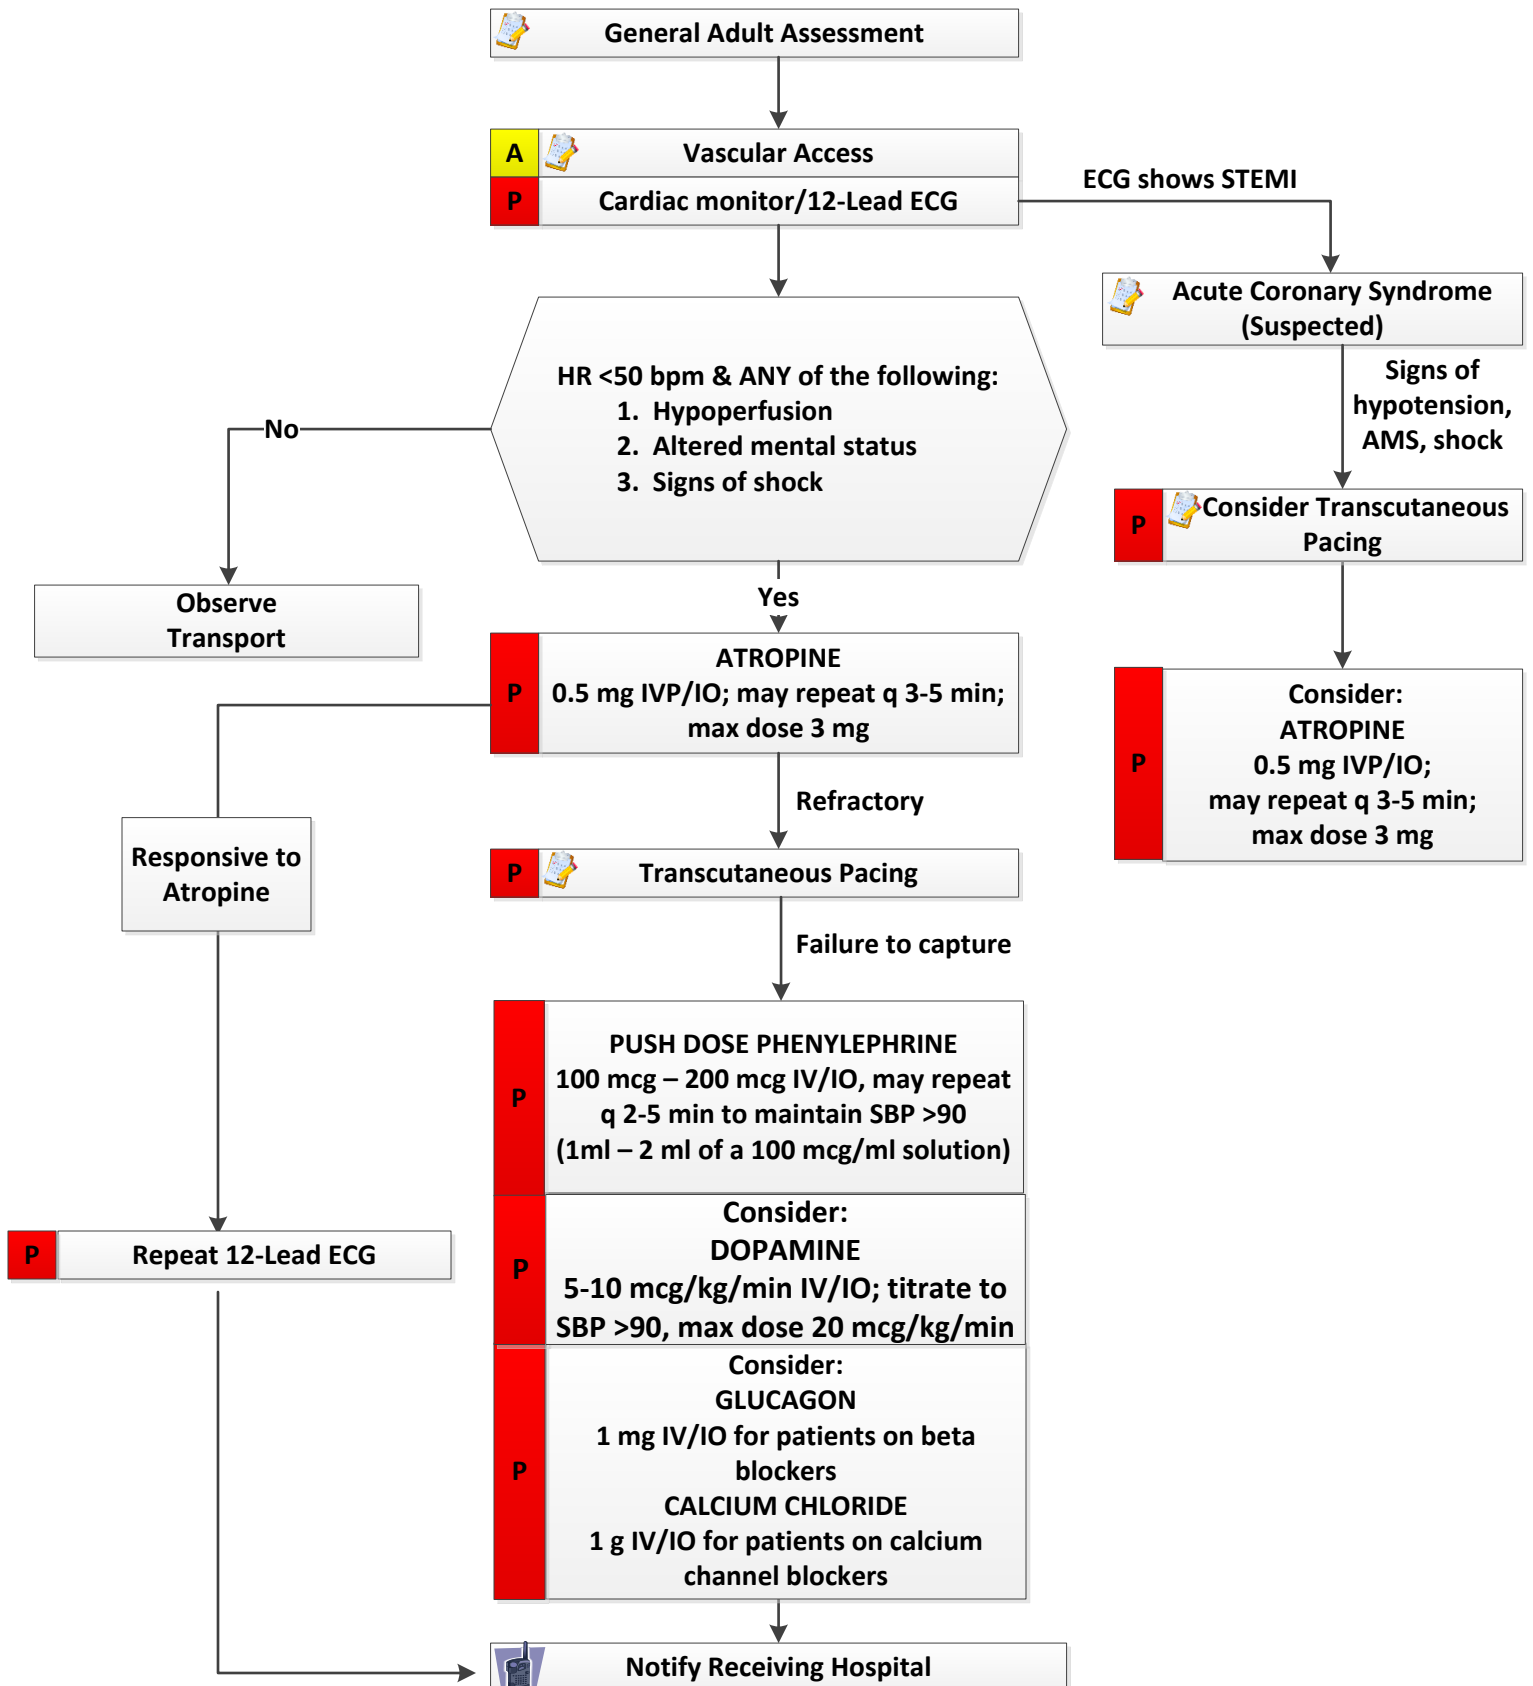 General Adult Assessment
A
Vascular Access
P
Cardiac monitor/12-Lead ECG
ECG shows STEMI
Acute Coronary Syndrome
(Suspected)
Signs of
hypotension,
AMS, shock
P
Consider Transcutaneous
Pacing
P
Consider:
ATROPINE
0.5 mg IVP/IO;
may repeat q 3-5 min;
max dose 3 mg
HR <50 bpm & ANY of the following:
1. Hypoperfusion
2. Altered mental status
3. Signs of shock
No
Observe
Transport
Yes
P
ATROPINE
0.5 mg IVP/IO; may repeat q 3-5 min;
max dose 3 mg
Responsive to
Atropine
Refractory
P
Transcutaneous Pacing
Failure to capture
P
PUSH DOSE PHENYLEPHRINE
100 mcg – 200 mcg IV/IO, may repeat
q 2-5 min to maintain SBP >90
(1ml – 2 ml of a 100 mcg/ml solution)
P
Consider:
DOPAMINE
5-10 mcg/kg/min IV/IO; titrate to
SBP >90, max dose 20 mcg/kg/min
P
Repeat 12-Lead ECG
P
Consider:
GLUCAGON
1 mg IV/IO for patients on beta
blockers
CALCIUM CHLORIDE
1 g IV/IO for patients on calcium
channel blockers
Notify Receiving Hospital